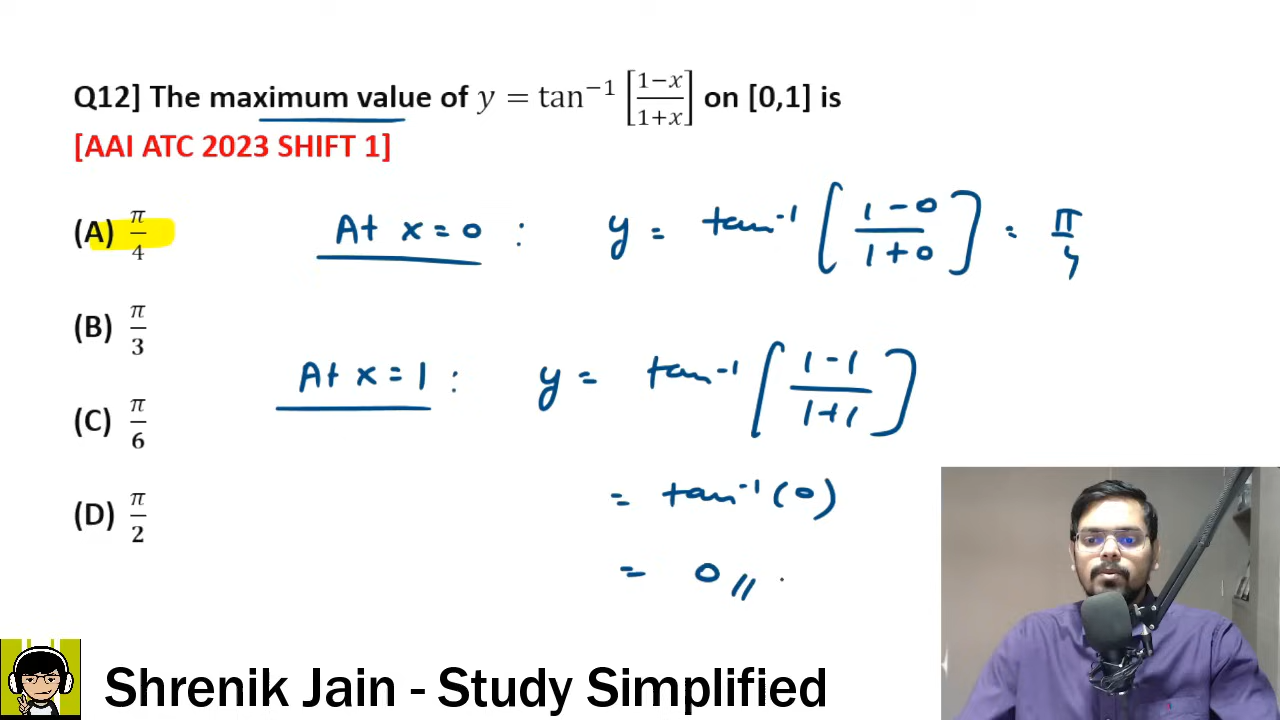 Q12] The maximum value of y = tan⁻¹ [1−x/1+x] on [0,1] is
[AAI ATC 2023 SHIFT 1]
(A) π/4
At x = 0 : y = tan⁻¹ [1 − 0/1 + 0] = π/4
(B) π/3
At x = 1 : y = tan⁻¹ [1 − 1/1 + 1]
(C) π/6
= tan⁻¹ (0)
(D) π/2
= 0 //
Shrenik Jain - Study Simplified